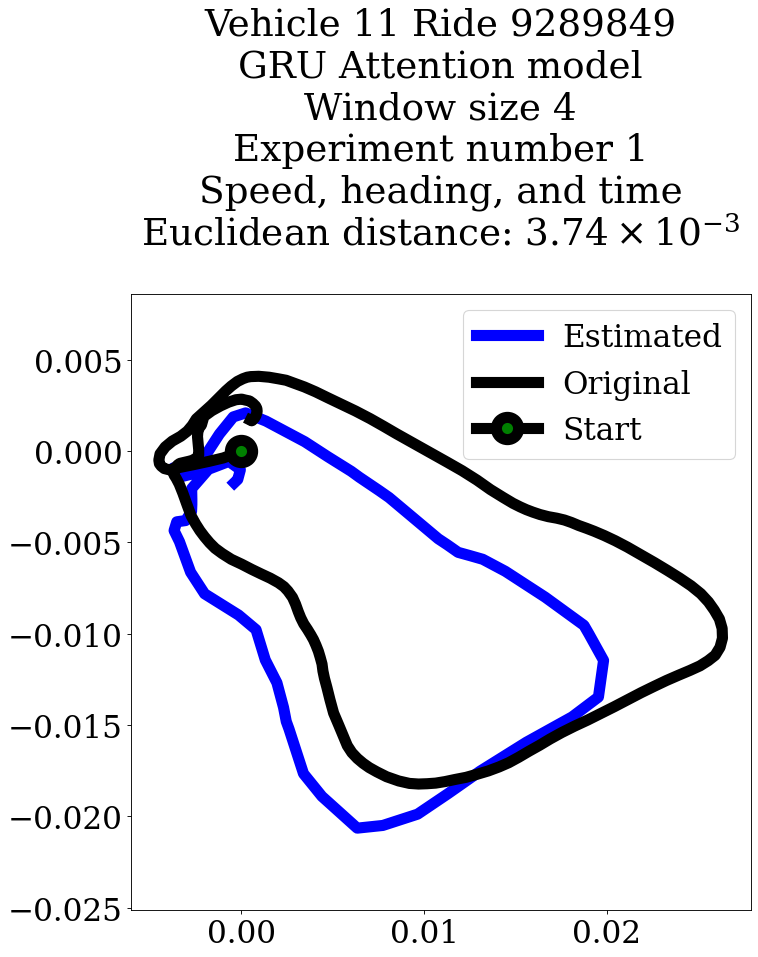 Vehicle 11 Ride 9289849
GRU Attention model
Window size 4
Experiment number 1
Speed, heading, and time
Euclidean distance: 3.74 × 10⁻³
Estimated
Original
Start
0.005
0.000
−0.005
−0.010
−0.015
−0.020
−0.025
0.00 0.01 0.02